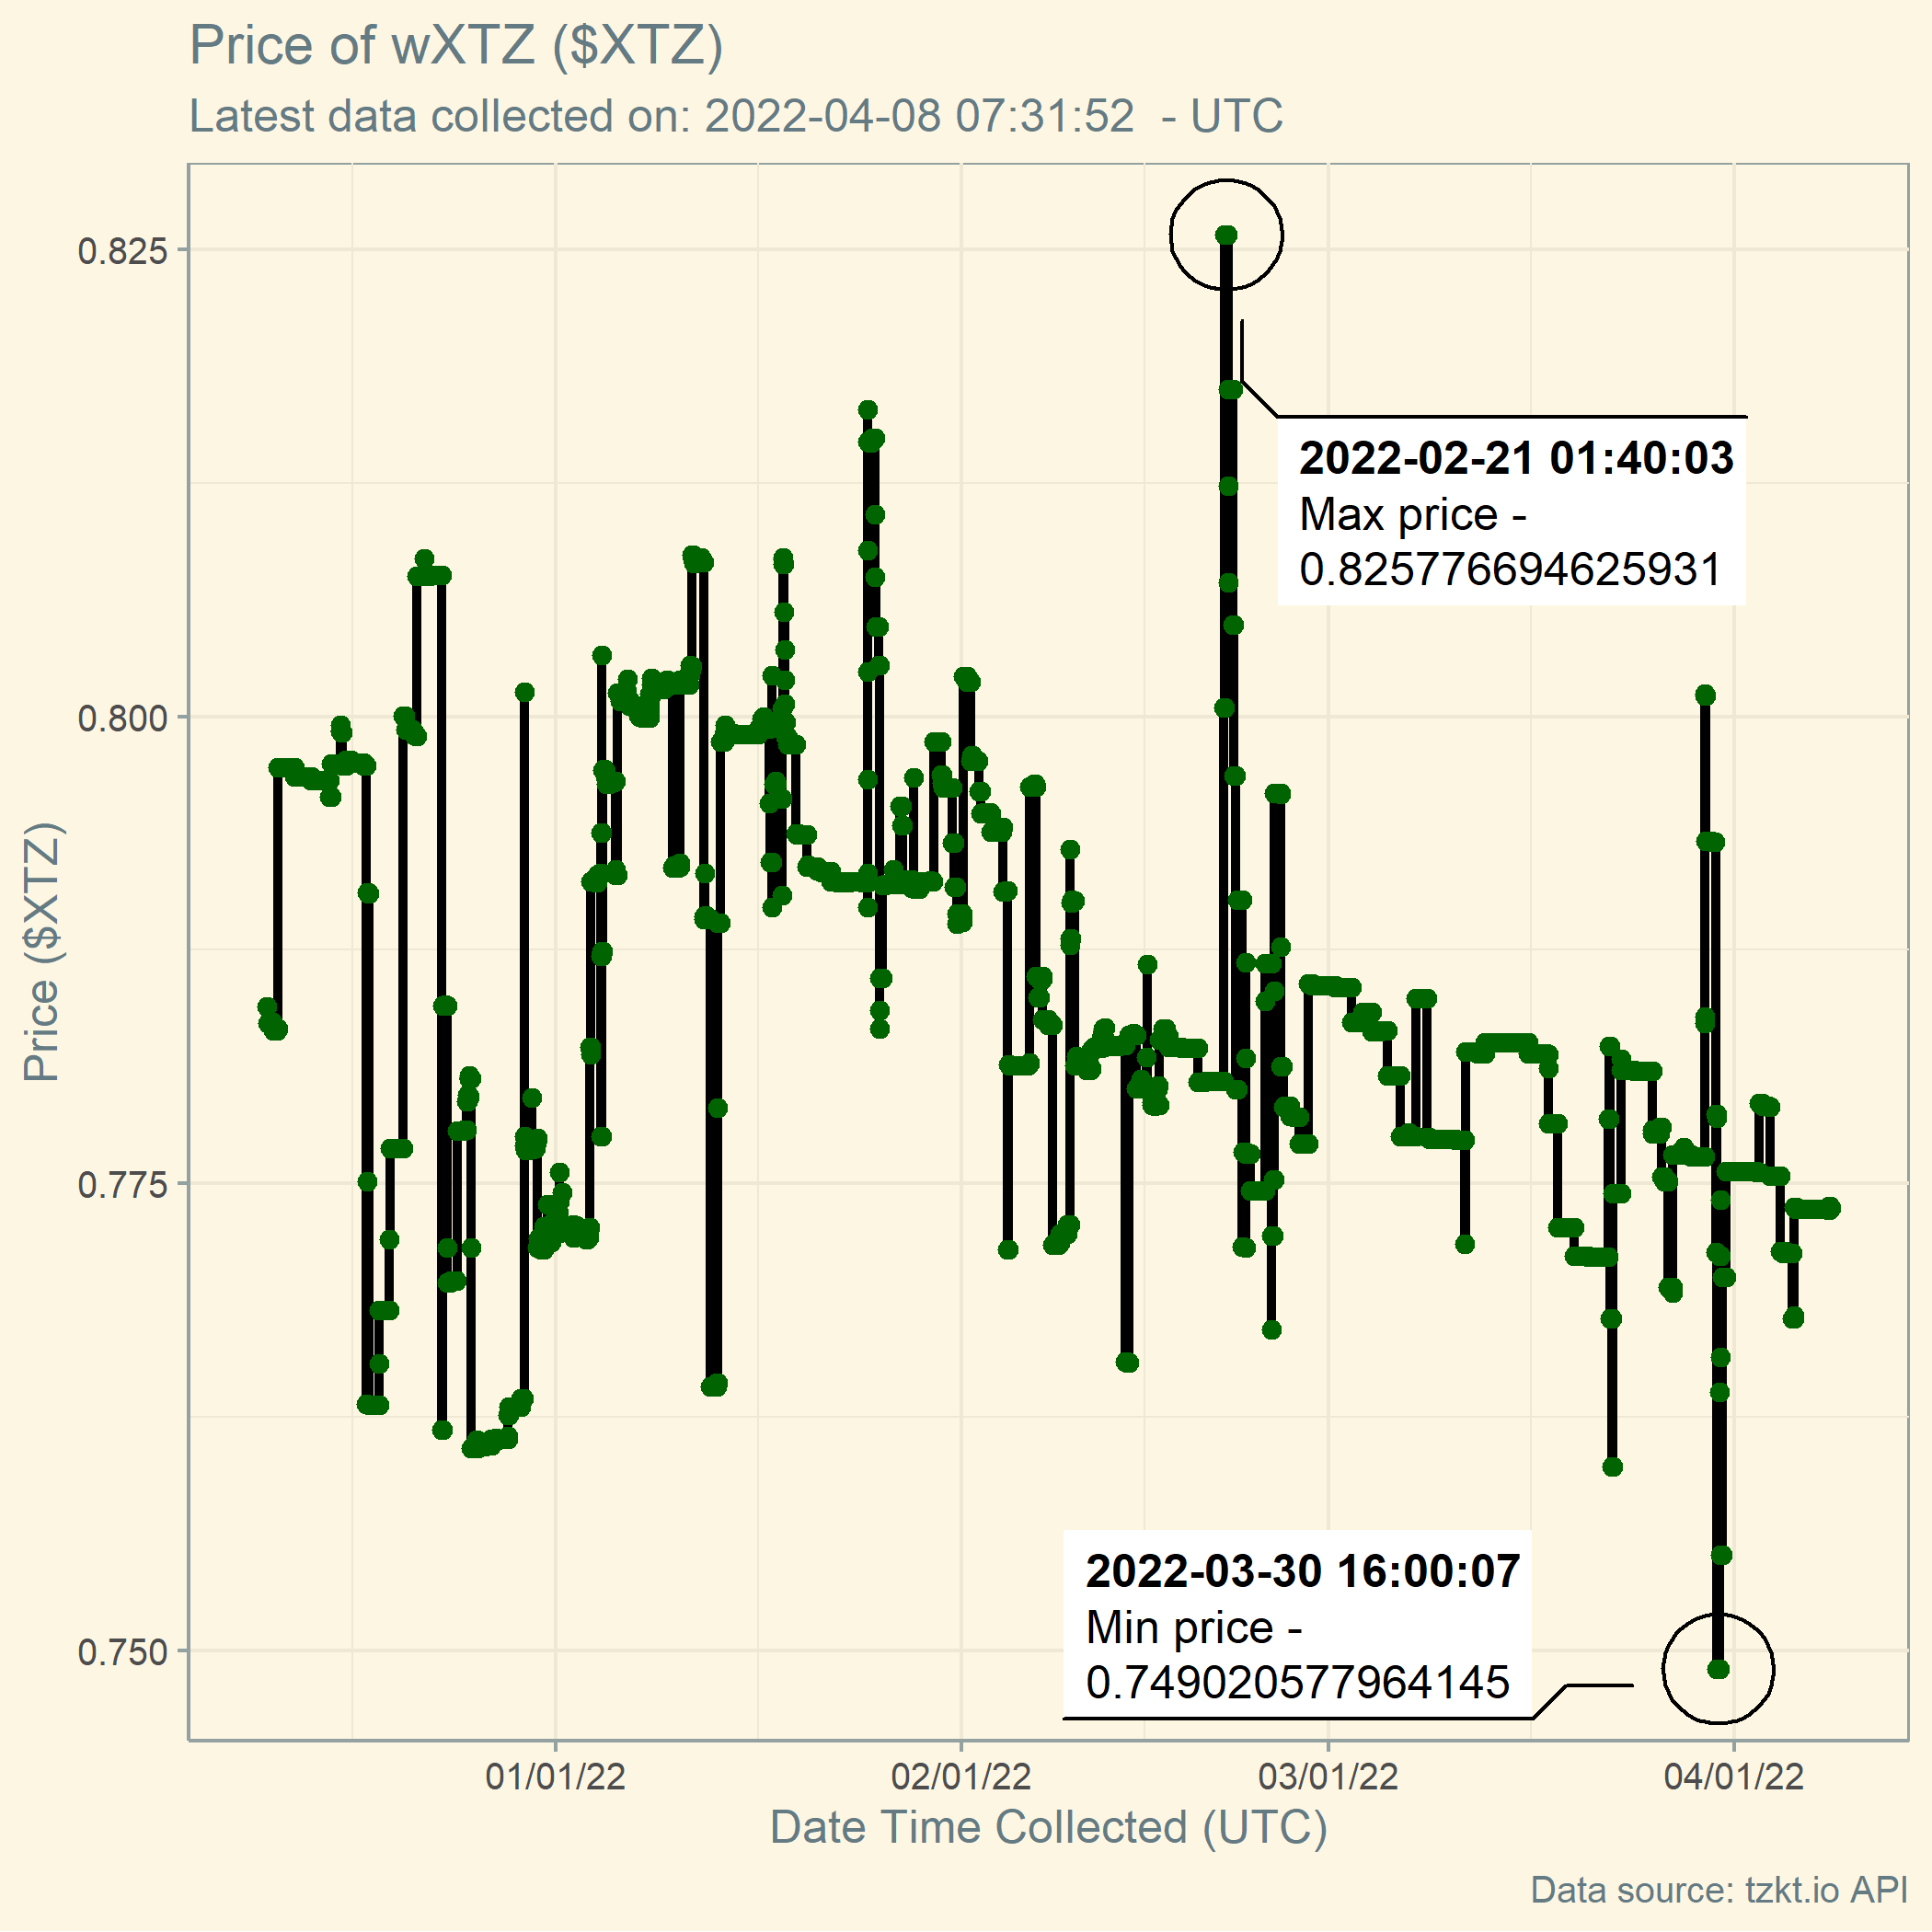 Price of wXTZ ($XTZ)
Latest data collected on: 2022-04-08 07:31:52  - UTC
0.825
0.800
0.775
0.750
Price ($XTZ)
2022-02-21 01:40:03
Max price -
0.825776694625931
2022-03-30 16:00:07
Min price -
0.749020577964145
01/01/22
02/01/22
03/01/22
04/01/22
Date Time Collected (UTC)
Data source: tzkt.io API